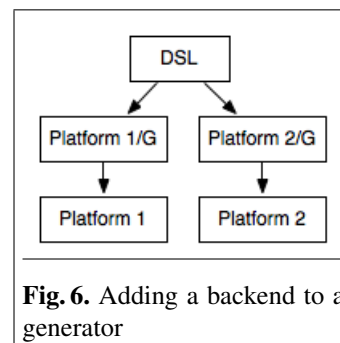 DSL
Platform 1/G Platform 2/G
Platform 1 Platform 2
Fig. 6. Adding a backend to a
generator